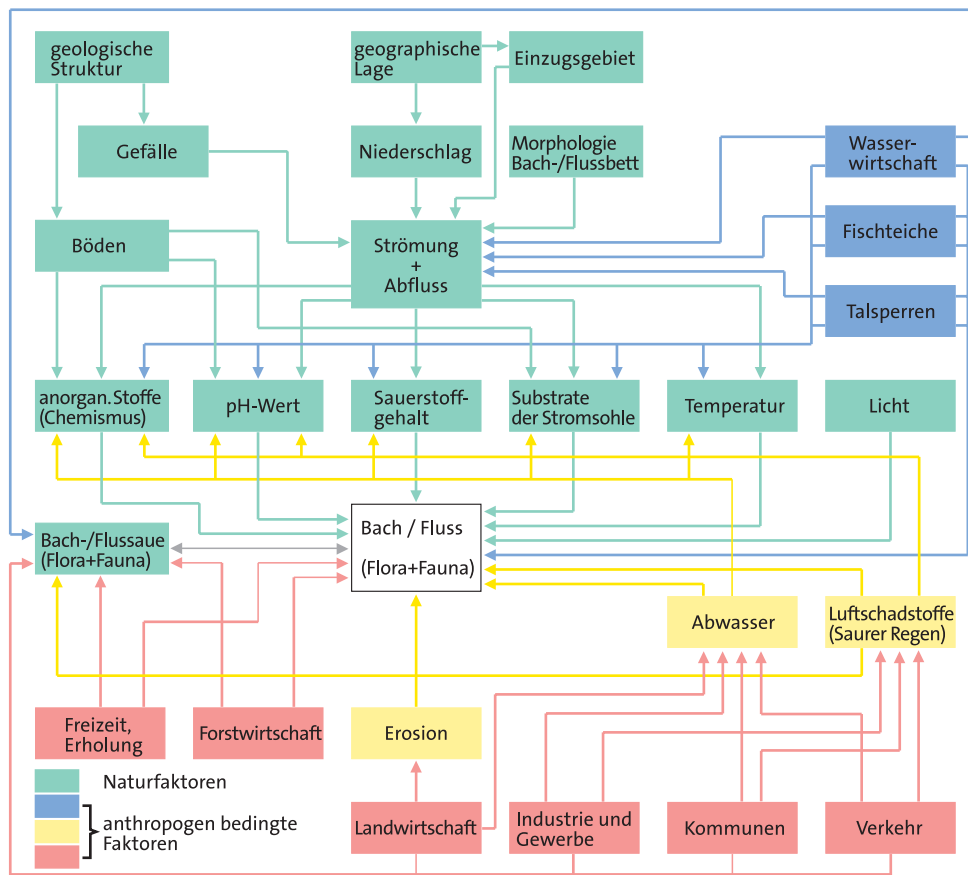 geologische
Struktur
geographische
Lage
Einzugsgebiet
Gefälle
Niederschlag
Morphologie
Bach-/Flussbett
Wasser-
wirtschaft
Böden
Strömung
+
Abfluss
Fischteiche
Talsperren
anorgan. Stoffe
(Chemismus)
pH-Wert
Sauerstoff-
gehalt
Substrate
der Stromsohle
Temperatur
Licht
Bach-/Flussaue
(Flora+Fauna)
Bach / Fluss
(Flora+Fauna)
Abwasser
Luftschadstoffe
(Saurer Regen)
Freizeit,
Erholung
Forstwirtschaft
Erosion
Naturfaktoren
anthropogen bedingte
Faktoren
Landwirtschaft
Industrie und
Gewerbe
Kommunen
Verkehr